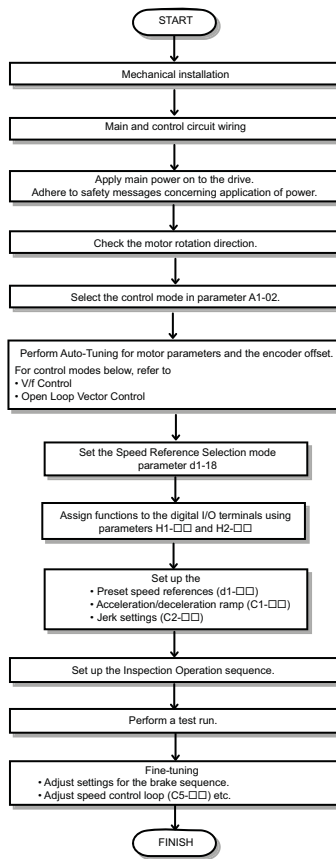 START
Mechanical installation
Main and control circuit wiring
Apply main power on to the drive.
Adhere to safety messages concerning application of power.
Check the motor rotation direction.
Select the control mode in parameter A1-02.
Perform Auto-Tuning for motor parameters and the encoder offset.
For control modes below, refer to
• V/f Control
• Open Loop Vector Control
Set the Speed Reference Selection mode
parameter d1-18
Assign functions to the digital I/O terminals using
parameters H1-□□ and H2-□□
Set up the
• Preset speed references (d1-□□)
• Acceleration/deceleration ramp (C1-□□)
• Jerk settings (C2-□□)
Set up the Inspection Operation sequence.
Perform a test run.
Fine-tuning
• Adjust settings for the brake sequence.
• Adjust speed control loop (C5-□□) etc.
FINISH